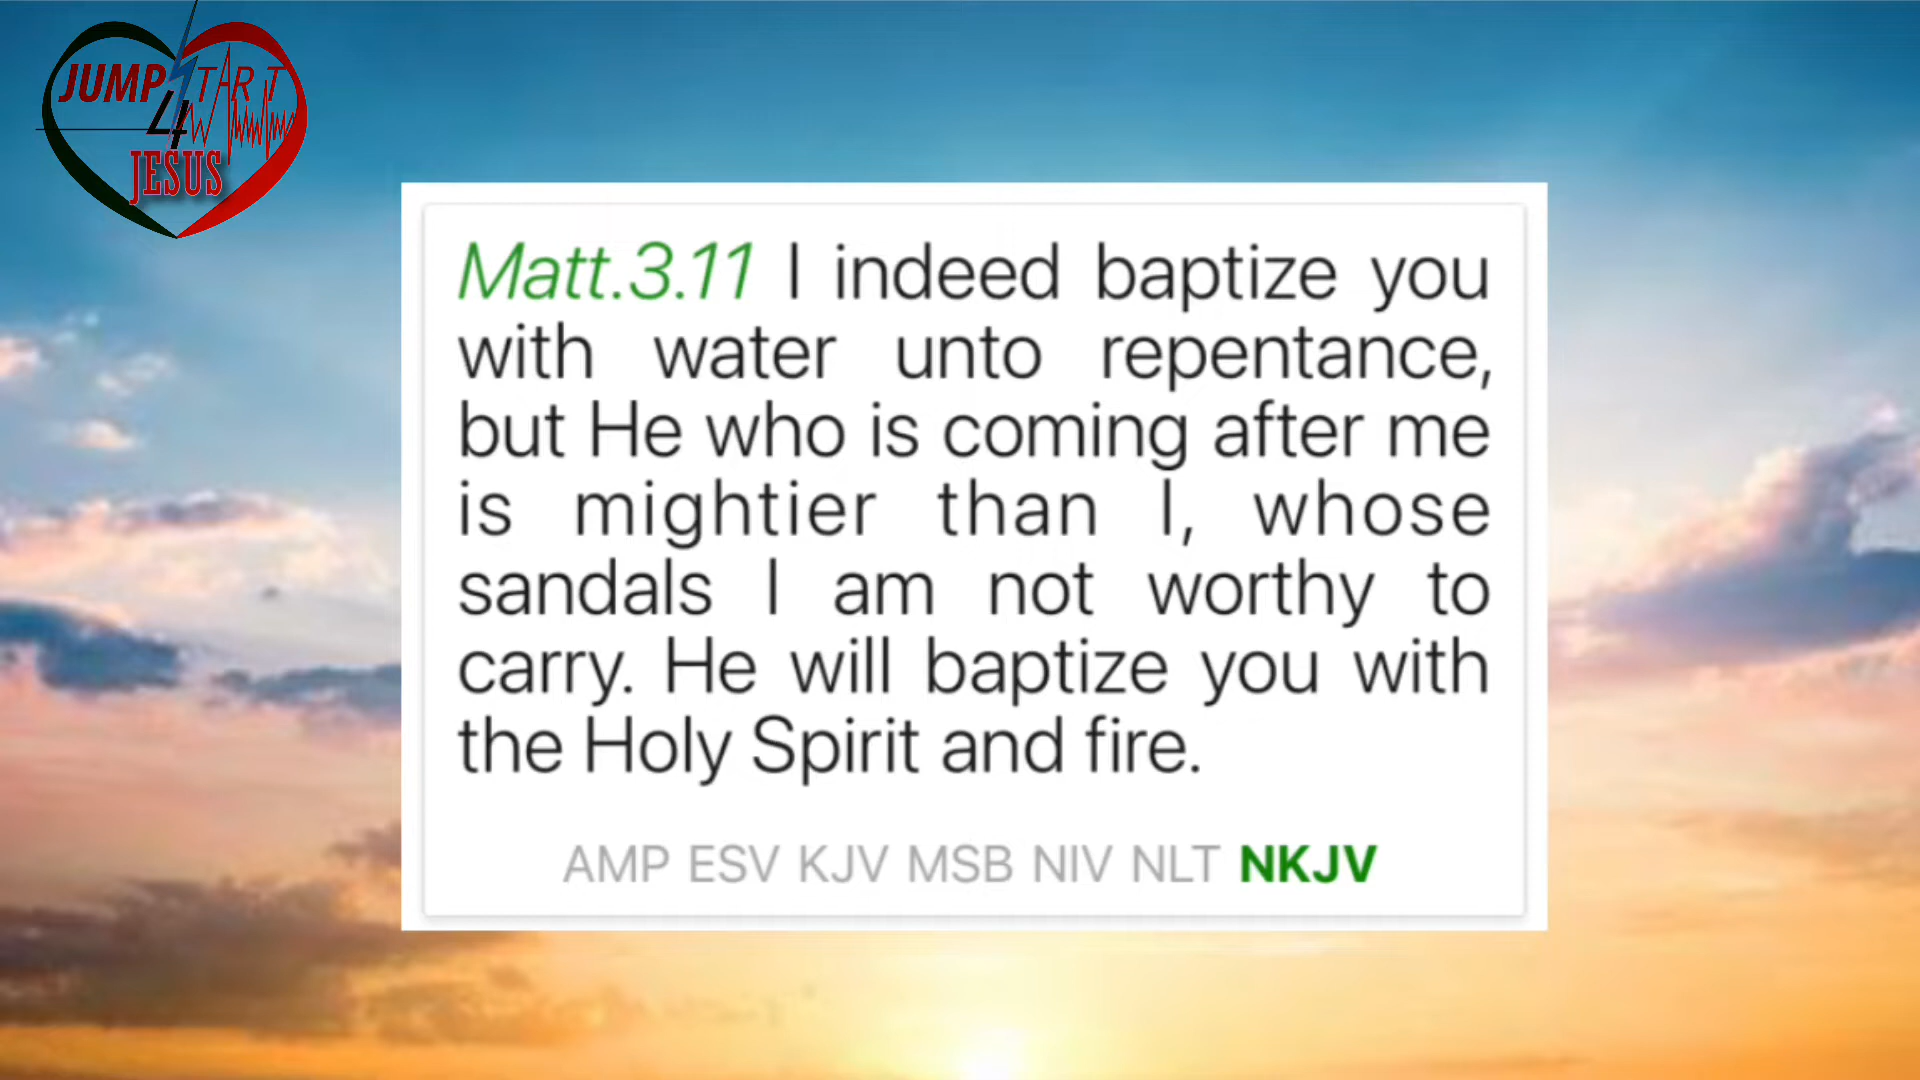 JUMPSTART
4
JESUS
Matt.3.11 I indeed baptize you
with water unto repentance,
but He who is coming after me
is mightier than I, whose
sandals I am not worthy to
carry. He will baptize you with
the Holy Spirit and fire.
AMP ESV KJV MSB NIV NLT NKJV